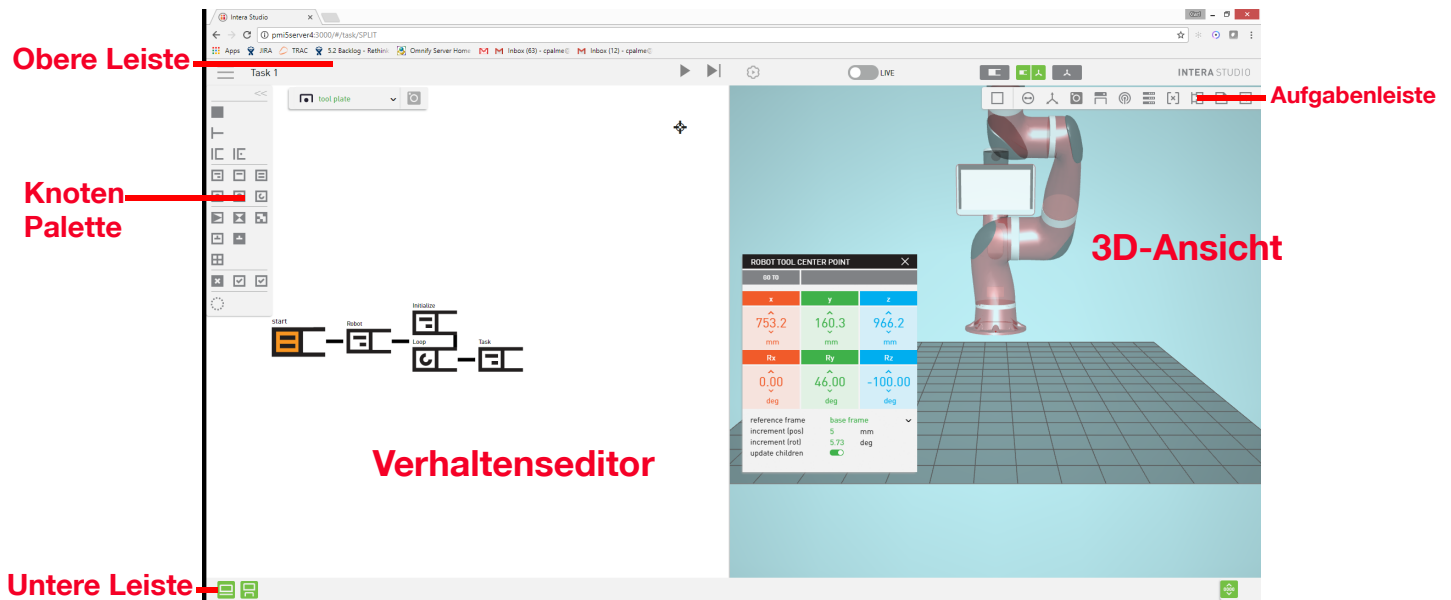 Intera Studio
pmi5server4:3000/#/task/SPLIT
Apps JIRA TRAC 5.2 Backlog - Rethink Omnify Server Home Inbox (63) - cpalme Inbox (12) - cpalme
Obere Leiste
Task 1 LIVE INTERA STUDIO
<<
tool plate
Aufgabenleiste
Knoten
Palette
3D-Ansicht
ROBOT TOOL CENTER POINT
GO TO
x y z
753.2 160.3 966.2
mm mm mm
Rx Ry Rz
0.00 46.00 -100.00
deg deg deg
reference frame base frame
increment (pos) 5 mm
increment (rot) 5.73 deg
update children
Initialize
start Robot
Loop Task
Verhaltenseditor
Untere Leiste